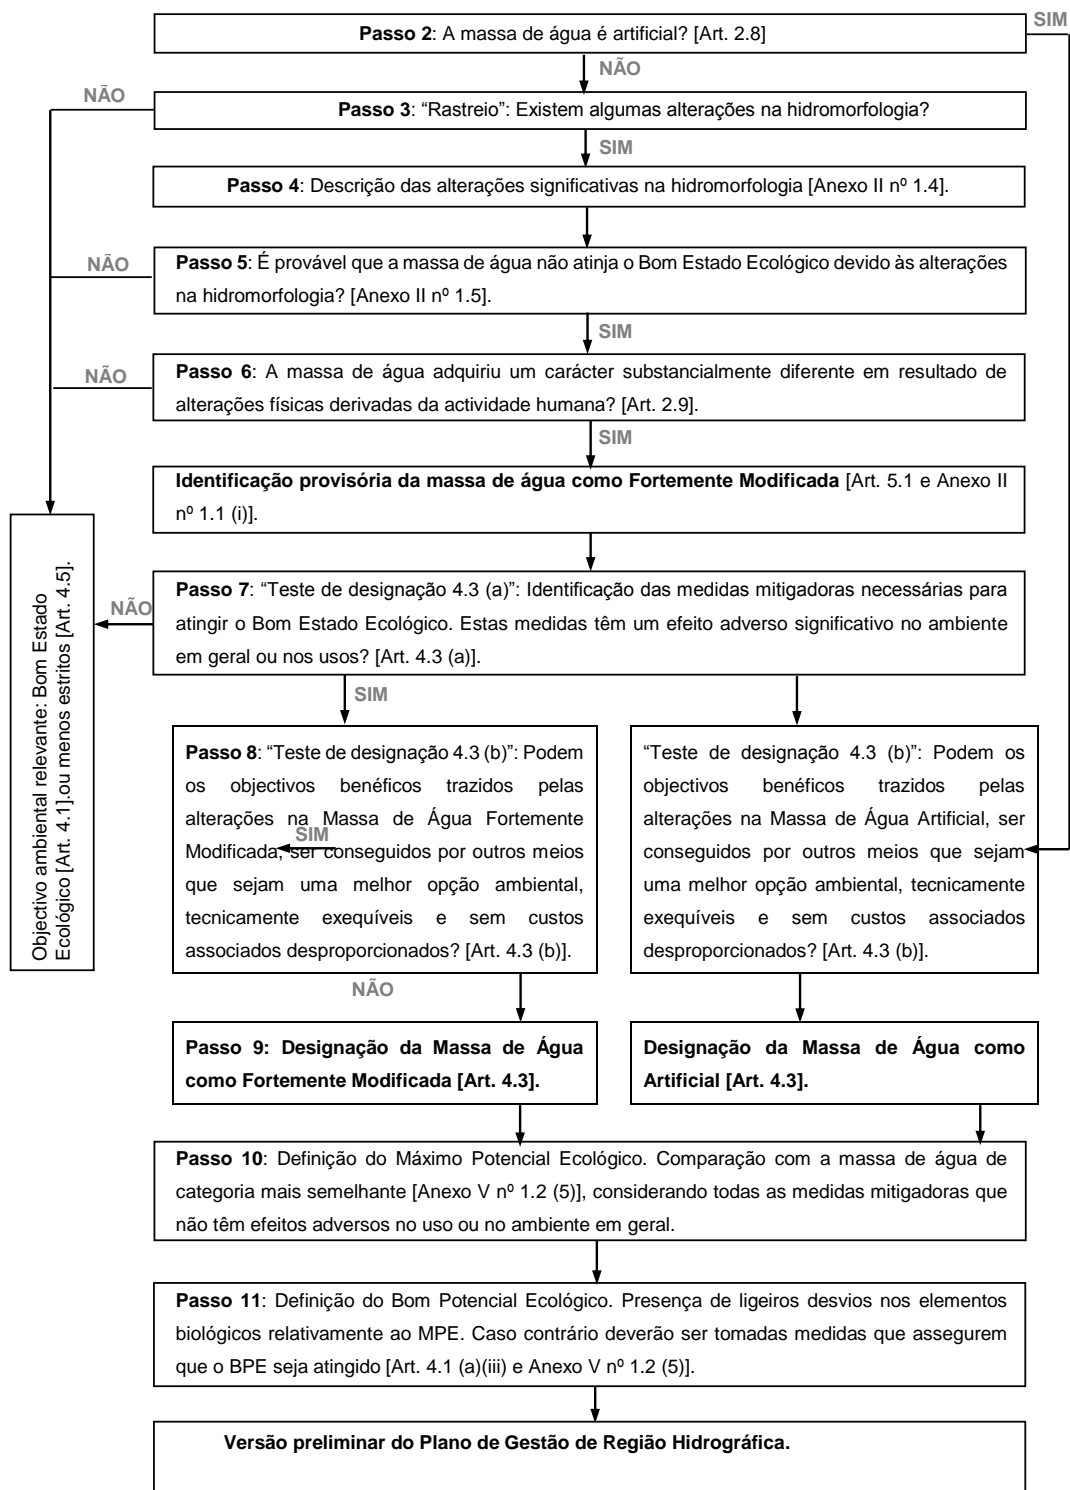 SIM
Passo 2: A massa de água é artificial? [Art. 2.8]
NÃO
NÃO
Passo 3: “Rastreio”: Existem algumas alterações na hidromorfologia?
SIM
Passo 4: Descrição das alterações significativas na hidromorfologia [Anexo II nº 1.4].
NÃO
Passo 5: É provável que a massa de água não atinja o Bom Estado Ecológico devido às alterações
na hidromorfologia? [Anexo II nº 1.5].
SIM
NÃO
Passo 6: A massa de água adquiriu um carácter substancialmente diferente em resultado de
alterações físicas derivadas da actividade humana? [Art. 2.9].
SIM
Identificação provisória da massa de água como Fortemente Modificada [Art. 5.1 e Anexo II
nº 1.1 (i)].
Objectivo ambiental relevante: Bom Estado
Ecológico [Art. 4.1].ou menos estritos [Art. 4.5].
NÃO
Passo 7: “Teste de designação 4.3 (a)”: Identificação das medidas mitigadoras necessárias para
atingir o Bom Estado Ecológico. Estas medidas têm um efeito adverso significativo no ambiente
em geral ou nos usos? [Art. 4.3 (a)].
SIM
Passo 8: “Teste de designação 4.3 (b)”: Podem
os objectivos benéficos trazidos pelas
alterações na Massa de Água Fortemente
SIM
Modificada, ser conseguidos por outros meios
que sejam uma melhor opção ambiental,
tecnicamente exequíveis e sem custos
associados desproporcionados? [Art. 4.3 (b)].
“Teste de designação 4.3 (b)”: Podem os
objectivos benéficos trazidos pelas
alterações na Massa de Água Artificial, ser
conseguidos por outros meios que sejam
uma melhor opção ambiental, tecnicamente
exequíveis e sem custos associados
desproporcionados? [Art. 4.3 (b)].
NÃO
Passo 9: Designação da Massa de Água
como Fortemente Modificada [Art. 4.3].
Designação da Massa de Água como
Artificial [Art. 4.3].
Passo 10: Definição do Máximo Potencial Ecológico. Comparação com a massa de água de
categoria mais semelhante [Anexo V nº 1.2 (5)], considerando todas as medidas mitigadoras que
não têm efeitos adversos no uso ou no ambiente em geral.
Passo 11: Definição do Bom Potencial Ecológico. Presença de ligeiros desvios nos elementos
biológicos relativamente ao MPE. Caso contrário deverão ser tomadas medidas que assegurem
que o BPE seja atingido [Art. 4.1 (a)(iii) e Anexo V nº 1.2 (5)].
Versão preliminar do Plano de Gestão de Região Hidrográfica.